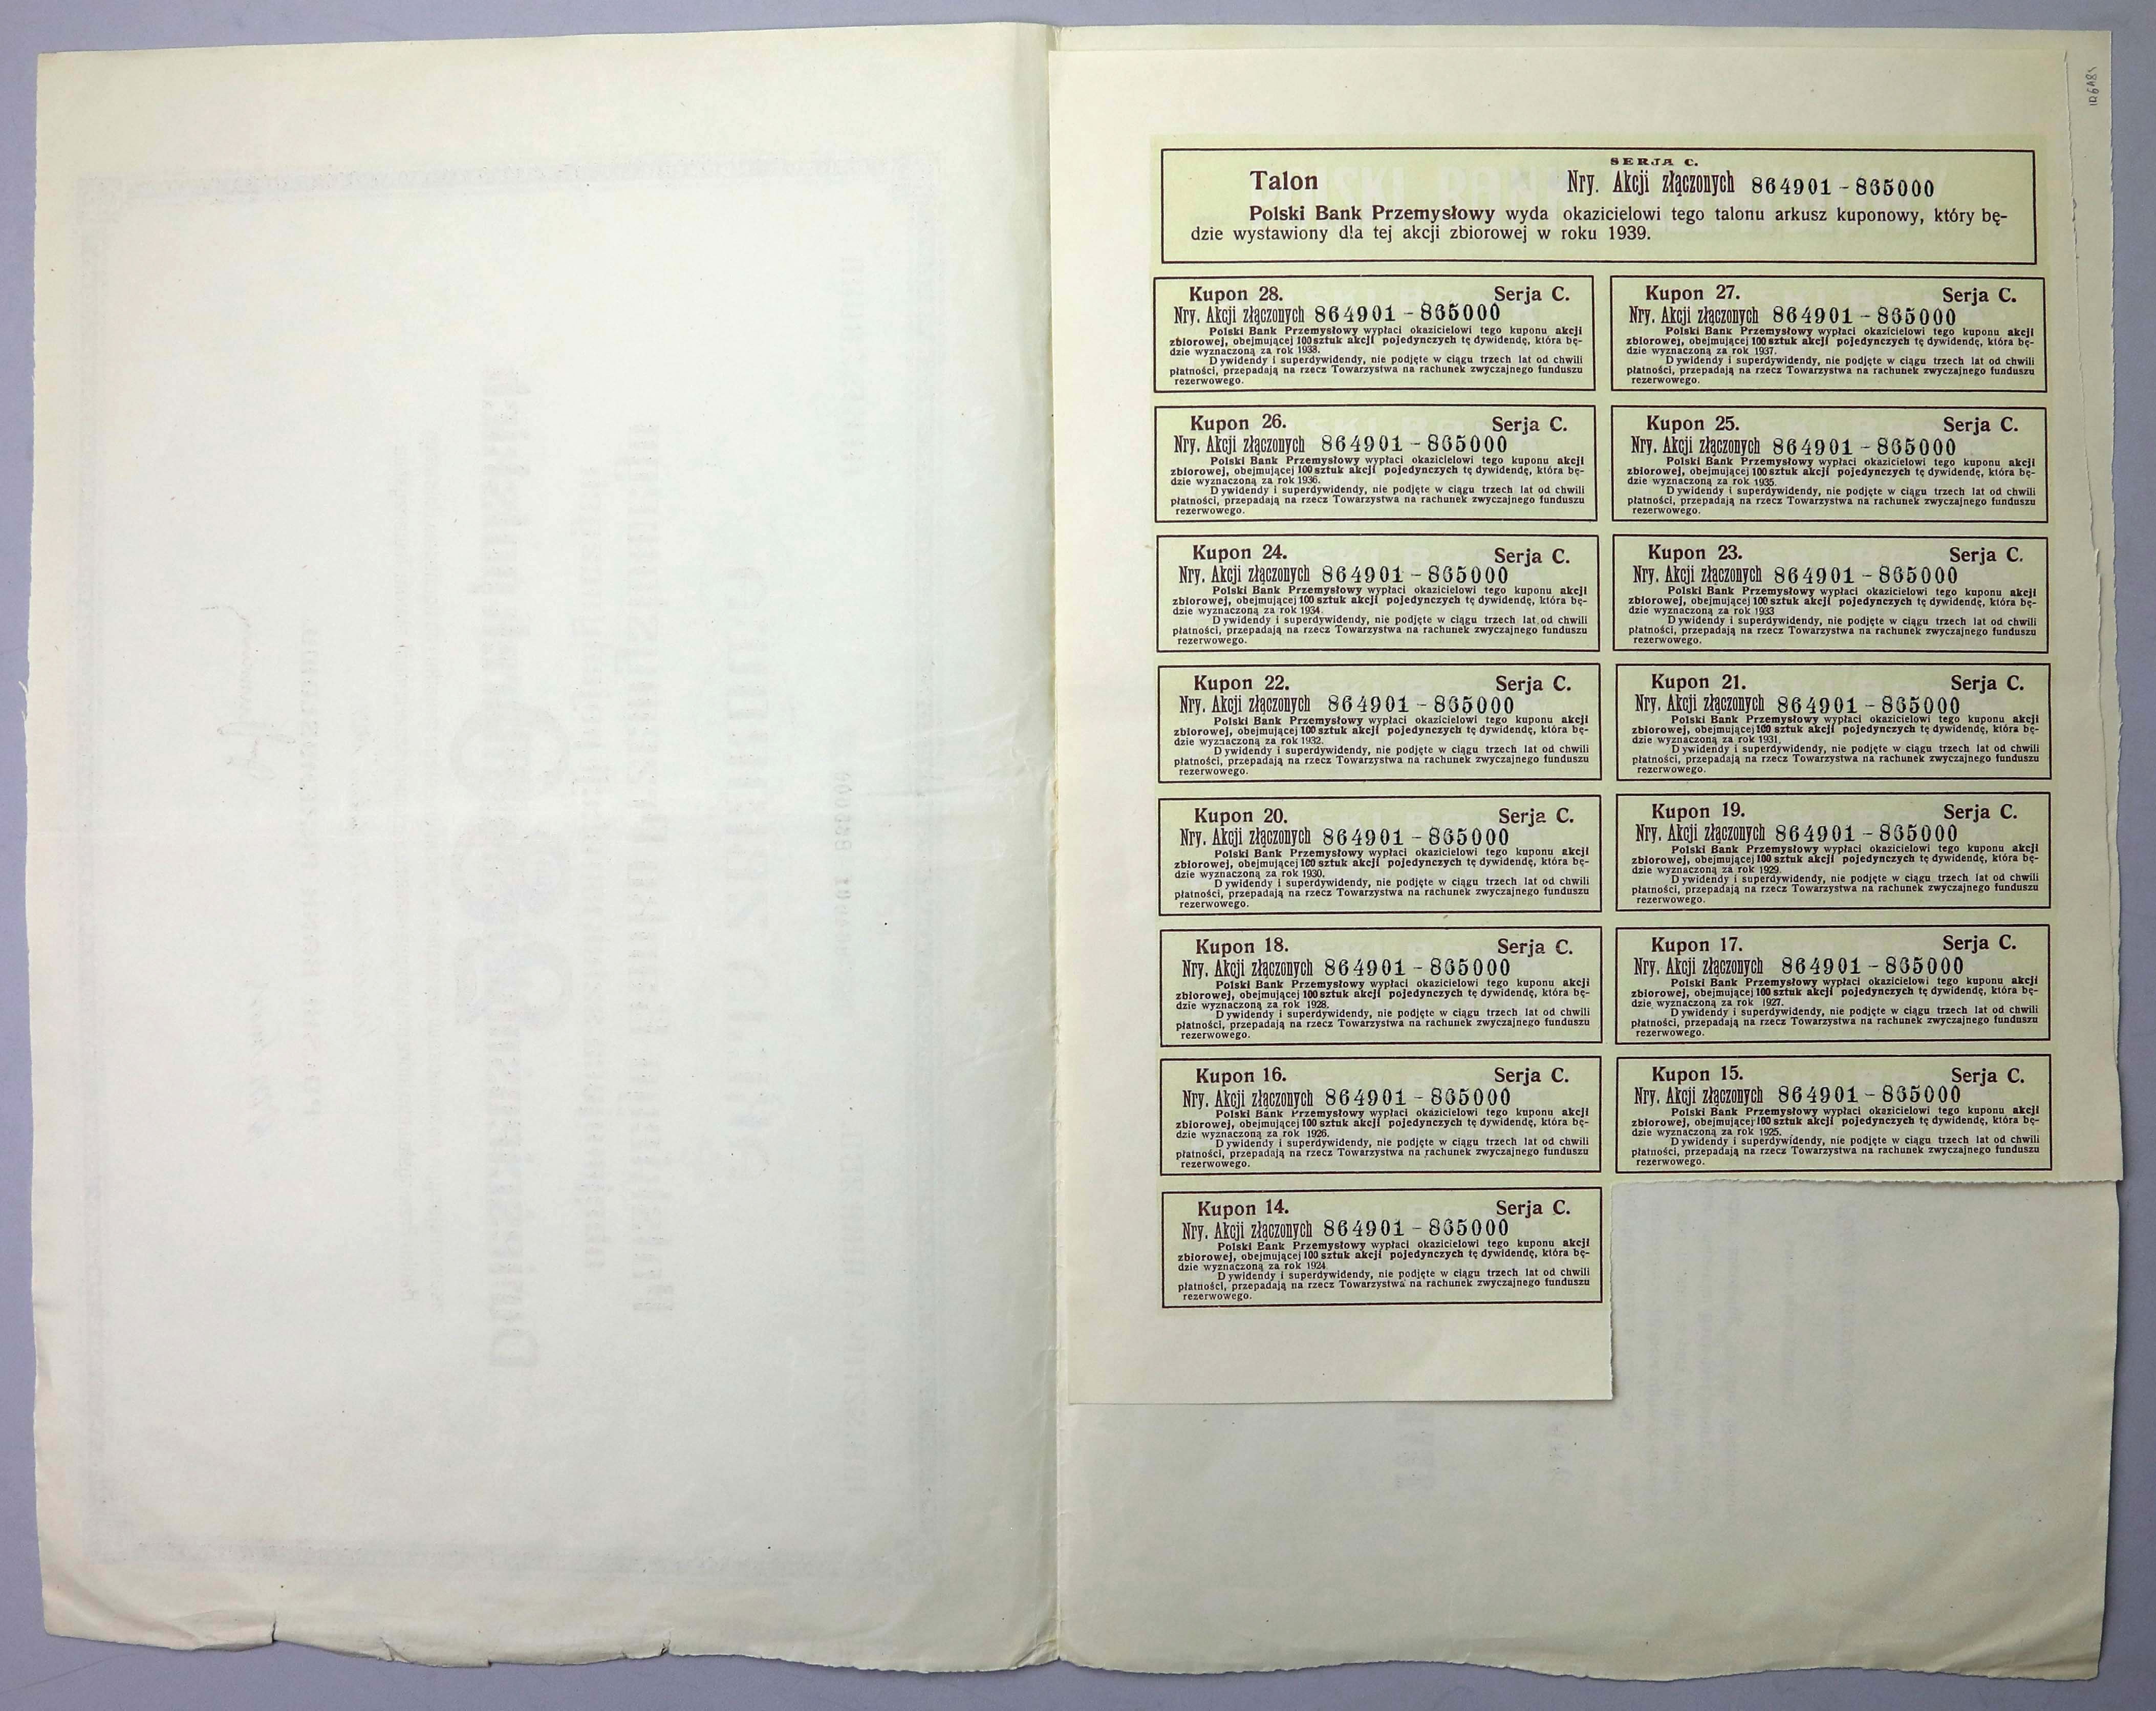 SERJA C.
Talon Nry. Akcji złączonych 864901 - 865000
Polski Bank Przemysłowy wyda okazicielowi tego talonu arkusz kuponowy, który bę-
dzie wystawiony dla tej akcji zbiorowej w roku 1939.
Kupon 28. Serja C.
Nry. Akcji złączonych 864901 - 865000
Polski Bank Przemysłowy wypłaci okazicielowi tego kuponu akcji
zbiorowej, obejmującej 100 sztuk akcji pojedynczych tę dywidendę, która bę-
dzie wyznaczoną za rok 1938.
Dywidendy i superdywidendy, nie podjęte w ciągu trzech lat od chwili
płatności, przepadają na rzecz Towarzystwa na rachunek zwyczajnego funduszu
rezerwowego.
Kupon 27. Serja C.
Nry. Akcji złączonych 864901 - 865000
Polski Bank Przemysłowy wypłaci okazicielowi tego kuponu akcji
zbiorowej, obejmującej 100 sztuk akcji pojedynczych tę dywidendę, która bę-
dzie wyznaczoną za rok 1937.
Dywidendy i superdywidendy, nie podjęte w ciągu trzech lat od chwili
płatności, przepadają na rzecz Towarzystwa na rachunek zwyczajnego funduszu
rezerwowego.
Kupon 26. Serja C.
Nry. Akcji złączonych 864901 - 865000
Polski Bank Przemysłowy wypłaci okazicielowi tego kuponu akcji
zbiorowej, obejmującej 100 sztuk akcji pojedynczych tę dywidendę, która bę-
dzie wyznaczoną za rok 1936.
Dywidendy i superdywidendy, nie podjęte w ciągu trzech lat od chwili
płatności, przepadają na rzecz Towarzystwa na rachunek zwyczajnego funduszu
rezerwowego.
Kupon 25. Serja C.
Nry. Akcji złączonych 864901 - 865000
Polski Bank Przemysłowy wypłaci okazicielowi tego kuponu akcji
zbiorowej, obejmującej 100 sztuk akcji pojedynczych tę dywidendę, która bę-
dzie wyznaczoną za rok 1935.
Dywidendy i superdywidendy, nie podjęte w ciągu trzech lat od chwili
płatności, przepadają na rzecz Towarzystwa na rachunek zwyczajnego funduszu
rezerwowego.
Kupon 24. Serja C.
Nry. Akcji złączonych 864901 - 865000
Polski Bank Przemysłowy wypłaci okazicielowi tego kuponu akcji
zbiorowej, obejmującej 100 sztuk akcji pojedynczych tę dywidendę, która bę-
dzie wyznaczoną za rok 1934.
Dywidendy i superdywidendy, nie podjęte w ciągu trzech lat od chwili
płatności, przepadają na rzecz Towarzystwa na rachunek zwyczajnego funduszu
rezerwowego.
Kupon 23. Serja C.
Nry. Akcji złączonych 864901 - 865000
Polski Bank Przemysłowy wypłaci okazicielowi tego kuponu akcji
zbiorowej, obejmującej 100 sztuk akcji pojedynczych tę dywidendę, która bę-
dzie wyznaczoną za rok 1933
Dywidendy i superdywidendy, nie podjęte w ciągu trzech lat od chwili
płatności, przepadają na rzecz Towarzystwa na rachunek zwyczajnego funduszu
rezerwowego.
Kupon 22. Serja C.
Nry. Akcji złączonych 864901 - 865000
Polski Bank Przemysłowy wypłaci okazicielowi tego kuponu akcji
zbiorowej, obejmującej 100 sztuk akcji pojedynczych tę dywidendę, która bę-
dzie wyznaczoną za rok 1932.
Dywidendy i superdywidendy, nie podjęte w ciągu trzech lat od chwili
płatności, przepadają na rzecz Towarzystwa na rachunek zwyczajnego funduszu
rezerwowego.
Kupon 21. Serja C.
Nry. Akcji złączonych 864901 - 865000
Polski Bank Przemysłowy wypłaci okazicielowi tego kuponu akcji
zbiorowej, obejmującej 100 sztuk akcji pojedynczych tę dywidendę, która bę-
dzie wyznaczoną za rok 1931.
Dywidendy i superdywidendy, nie podjęte w ciągu trzech lat od chwili
płatności, przepadają na rzecz Towarzystwa na rachunek zwyczajnego funduszu
rezerwowego.
Kupon 20. Serja C.
Nry. Akcji złączonych 864901 - 865000
Polski Bank Przemysłowy wypłaci okazicielowi tego kuponu akcji
zbiorowej, obejmującej 100 sztuk akcji pojedynczych tę dywidendę, która bę-
dzie wyznaczoną za rok 1930.
Dywidendy i superdywidendy, nie podjęte w ciągu trzech lat od chwili
płatności, przepadają na rzecz Towarzystwa na rachunek zwyczajnego funduszu
rezerwowego.
Kupon 19. Serja C.
Nry. Akcji złączonych 864901 - 865000
Polski Bank Przemysłowy wypłaci okazicielowi tego kuponu akcji
zbiorowej, obejmującej 100 sztuk akcji pojedynczych tę dywidendę, która bę-
dzie wyznaczoną za rok 1929.
Dywidendy i superdywidendy, nie podjęte w ciągu trzech lat od chwili
płatności, przepadają na rzecz Towarzystwa na rachunek zwyczajnego funduszu
rezerwowego.
Kupon 18. Serja C.
Nry. Akcji złączonych 864901 - 865000
Polski Bank Przemysłowy wypłaci okazicielowi tego kuponu akcji
zbiorowej, obejmującej 100 sztuk akcji pojedynczych tę dywidendę, która bę-
dzie wyznaczoną za rok 1928.
Dywidendy i superdywidendy, nie podjęte w ciągu trzech lat od chwili
płatności, przepadają na rzecz Towarzystwa na rachunek zwyczajnego funduszu
rezerwowego.
Kupon 17. Serja C.
Nry. Akcji złączonych 864901 - 865000
Polski Bank Przemysłowy wypłaci okazicielowi tego kuponu akcji
zbiorowej, obejmującej 100 sztuk akcji pojedynczych tę dywidendę, która bę-
dzie wyznaczoną za rok 1927.
Dywidendy i superdywidendy, nie podjęte w ciągu trzech lat od chwili
płatności, przepadają na rzecz Towarzystwa na rachunek zwyczajnego funduszu
rezerwowego.
Kupon 16. Serja C.
Nry. Akcji złączonych 864901 - 865000
Polski Bank Przemysłowy wypłaci okazicielowi tego kuponu akcji
zbiorowej, obejmującej 100 sztuk akcji pojedynczych tę dywidendę, która bę-
dzie wyznaczoną za rok 1926.
Dywidendy i superdywidendy, nie podjęte w ciągu trzech lat od chwili
płatności, przepadają na rzecz Towarzystwa na rachunek zwyczajnego funduszu
rezerwowego.
Kupon 15. Serja C.
Nry. Akcji złączonych 864901 - 865000
Polski Bank Przemysłowy wypłaci okazicielowi tego kuponu akcji
zbiorowej, obejmującej 100 sztuk akcji pojedynczych tę dywidendę, która bę-
dzie wyznaczoną za rok 1925.
Dywidendy i superdywidendy, nie podjęte w ciągu trzech lat od chwili
płatności, przepadają na rzecz Towarzystwa na rachunek zwyczajnego funduszu
rezerwowego.
Kupon 14. Serja C.
Nry. Akcji złączonych 864901 - 865000
Polski Bank Przemysłowy wypłaci okazicielowi tego kuponu akcji
zbiorowej, obejmującej 100 sztuk akcji pojedynczych tę dywidendę, która bę-
dzie wyznaczoną za rok 1924
Dywidendy i superdywidendy, nie podjęte w ciągu trzech lat od chwili
płatności, przepadają na rzecz Towarzystwa na rachunek zwyczajnego funduszu
rezerwowego.